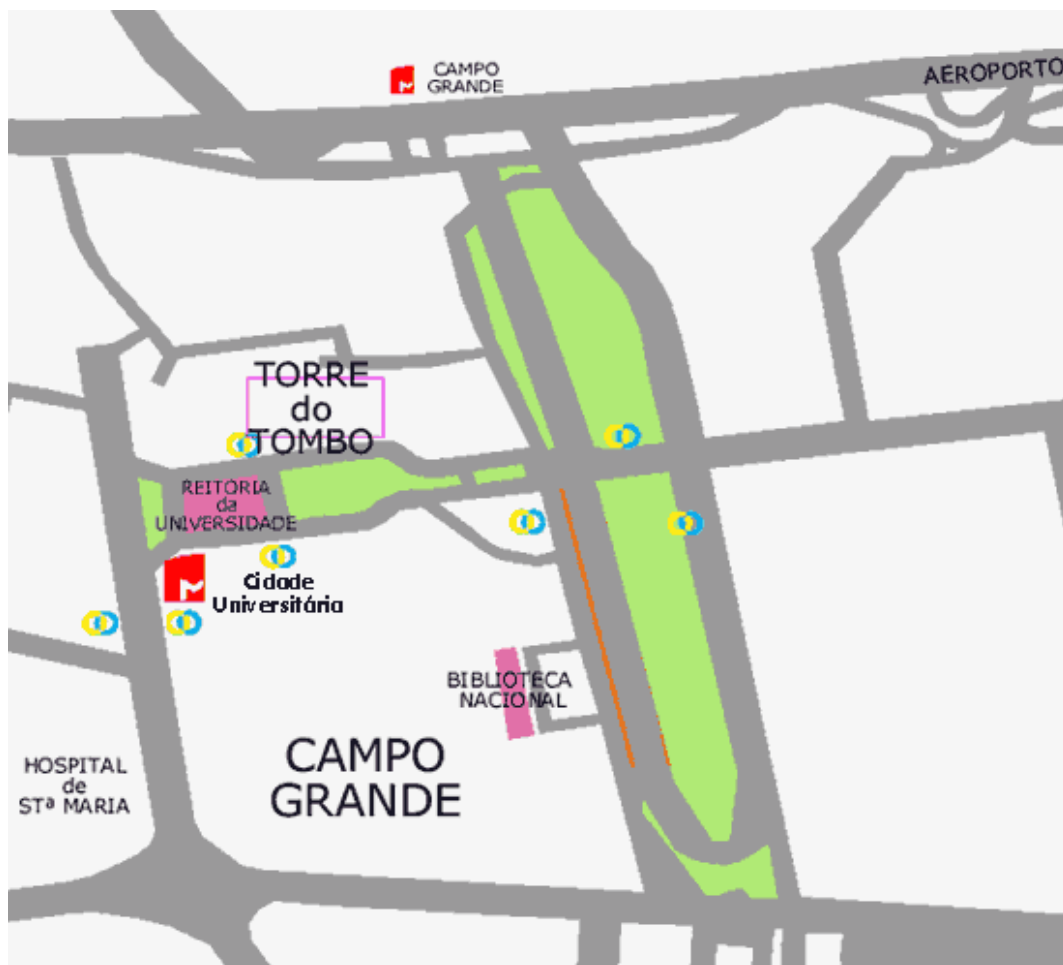 CAMPO
GRANDE
AEROPORTO
TORRE
do
TOMBO
REITORIA
da
UNIVERSIDADE
Cidade
Universitária
BIBLIOTECA
NACIONAL
CAMPO
GRANDE
HOSPITAL
de
STª MARIA